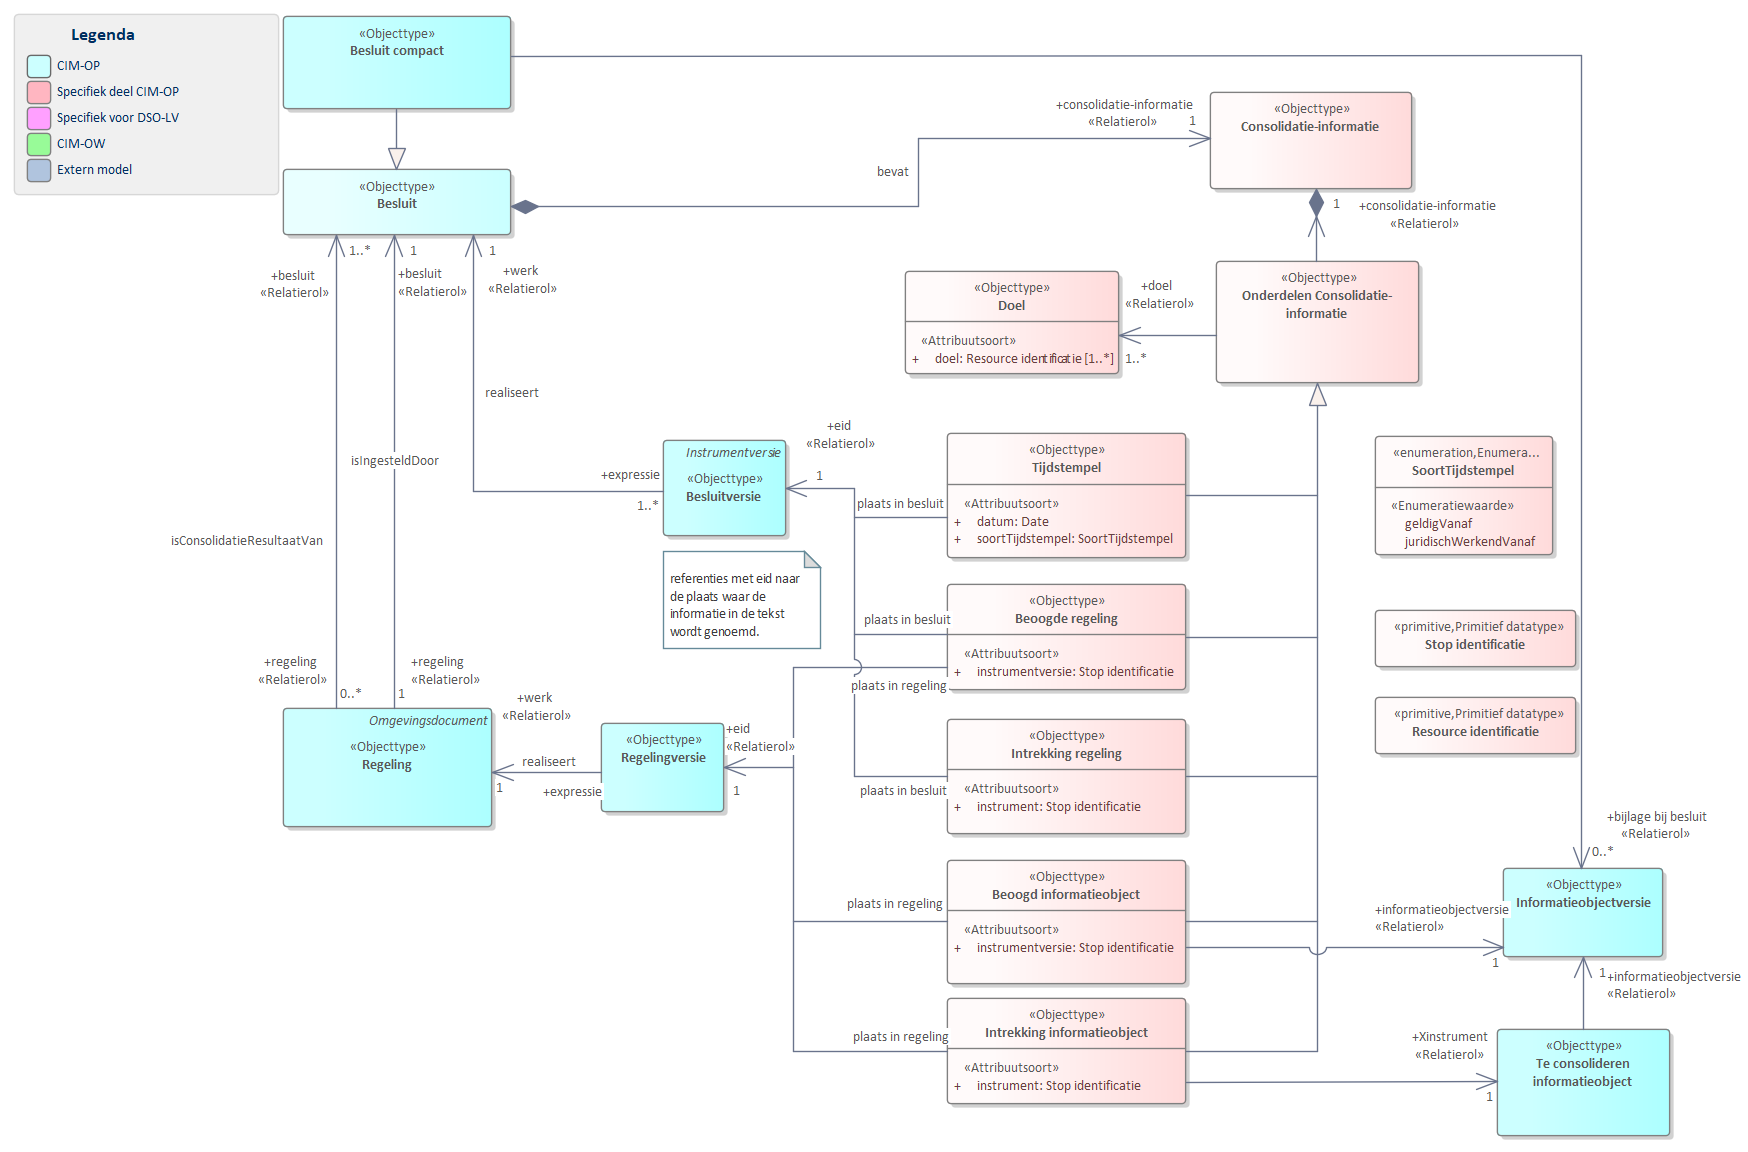 Legenda
CIM-OP
Specifiek deel CIM-OP
Specifiek voor DSO-LV
CIM-OW
Extern model
«Objecttype»
Besluit compact
+consolidatie-informatie
«Relatierol»
1
«Objecttype»
Consolidatie-informatie
bevat
«Objecttype»
Besluit
1
+consolidatie-informatie
«Relatierol»
1..*
+besluit
«Relatierol»
1
+besluit
«Relatierol»
1
+werk
«Relatierol»
«Objecttype»
Doel
«Attribuutsoort»
+ doel: Resource identificatie [1..*]
+doel
«Relatierol»
1..*
«Objecttype»
Onderdelen Consolidatie-
informatie
realiseert
isIngesteldDoor
isConsolidatieResultaatVan
+expressie
1..*
Instrumentversie
«Objecttype»
Besluitversie
+eid
«Relatierol»
1
plaats in besluit
«Objecttype»
Tijdstempel
«Attribuutsoort»
+ datum: Date
+ soortTijdstempel: SoortTijdstempel
«enumeration,Enumera...
SoortTijdstempel
«Enumeratiewaarde»
geldigVanaf
juridischWerkendVanaf
referenties met eid naar
de plaats waar de
informatie in de tekst
wordt genoemd.
plaats in besluit
«Objecttype»
Beoogde regeling
«Attribuutsoort»
+ instrumentversie: Stop identificatie
plaats in regeling
«primitive,Primitief datatype»
Stop identificatie
«primitive,Primitief datatype»
Resource identificatie
+regeling
«Relatierol»
0..*
+regeling
«Relatierol»
1
Omgevingsdocument
«Objecttype»
Regeling
+werk
«Relatierol»
realiseert
1
+expressie
«Objecttype»
Regelingversie
+eid
«Relatierol»
1
«Objecttype»
Intrekking regeling
«Attribuutsoort»
+ instrument: Stop identificatie
plaats in besluit
+bijlage bij besluit
«Relatierol»
0..*
plaats in regeling
«Objecttype»
Beoogd informatieobject
«Attribuutsoort»
+ instrumentversie: Stop identificatie
+informatieobjectversie
«Relatierol»
1
«Objecttype»
Informatieobjectversie
1
+informatieobjectversie
«Relatierol»
plaats in regeling
«Objecttype»
Intrekking informatieobject
«Attribuutsoort»
+ instrument: Stop identificatie
+Xinstrument
«Relatierol»
1
«Objecttype»
Te consolideren
informatieobject